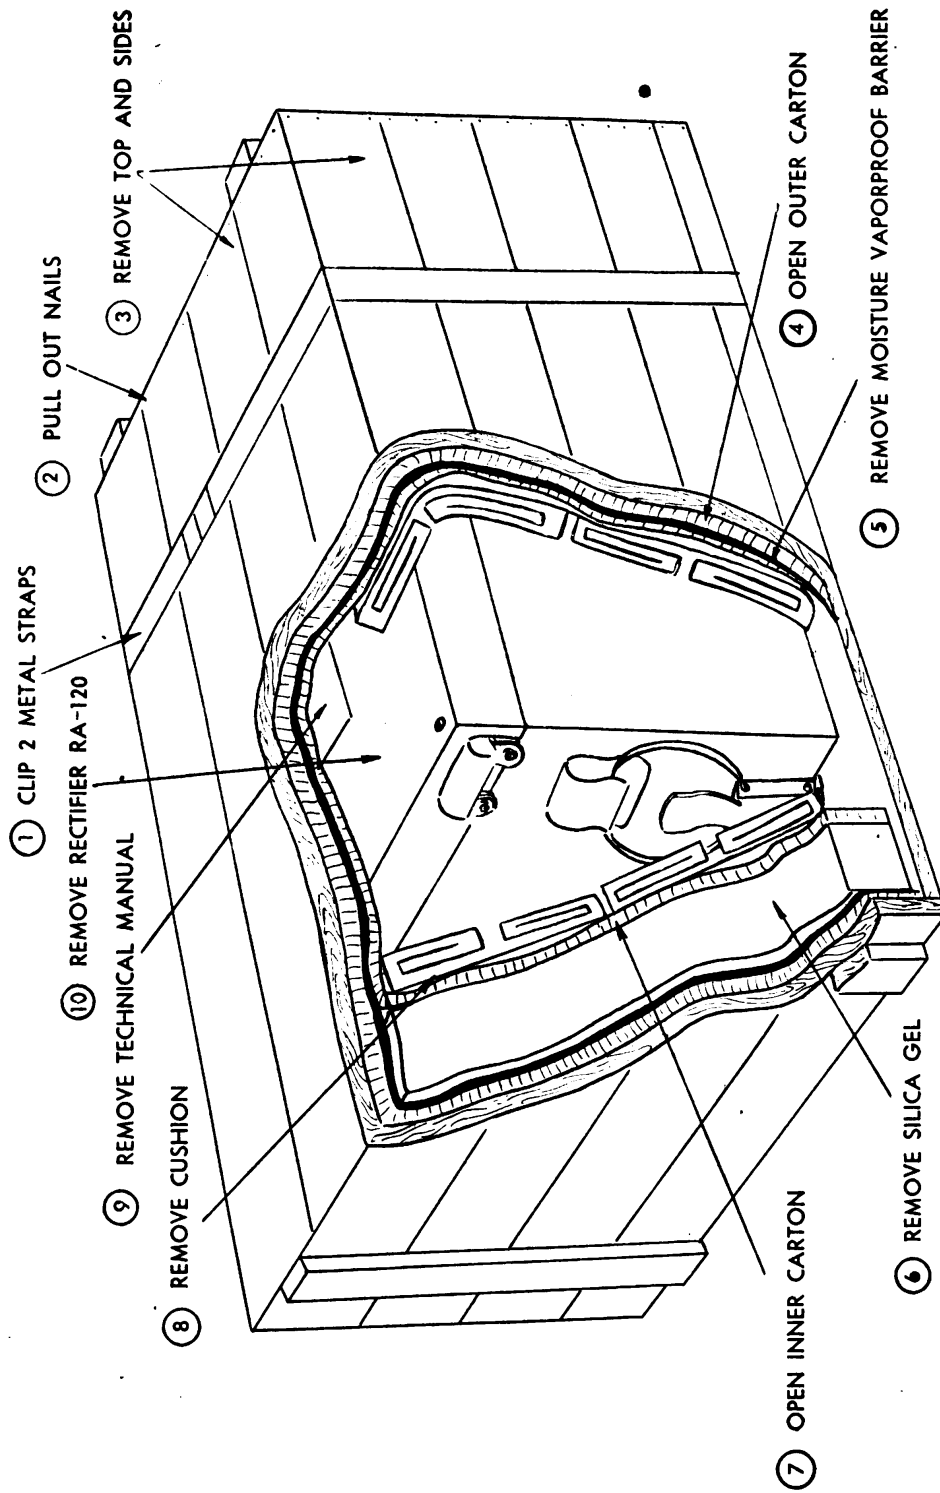 ① CLIP 2 METAL STRAPS
② PULL OUT NAILS
③ REMOVE TOP AND SIDES
④ OPEN OUTER CARTON
⑤ REMOVE MOISTURE VAPORPROOF BARRIER
⑥ REMOVE SILICA GEL
⑦ OPEN INNER CARTON
⑧ REMOVE CUSHION
⑨ REMOVE TECHNICAL MANUAL
⑩ REMOVE RECTIFIER RA-120